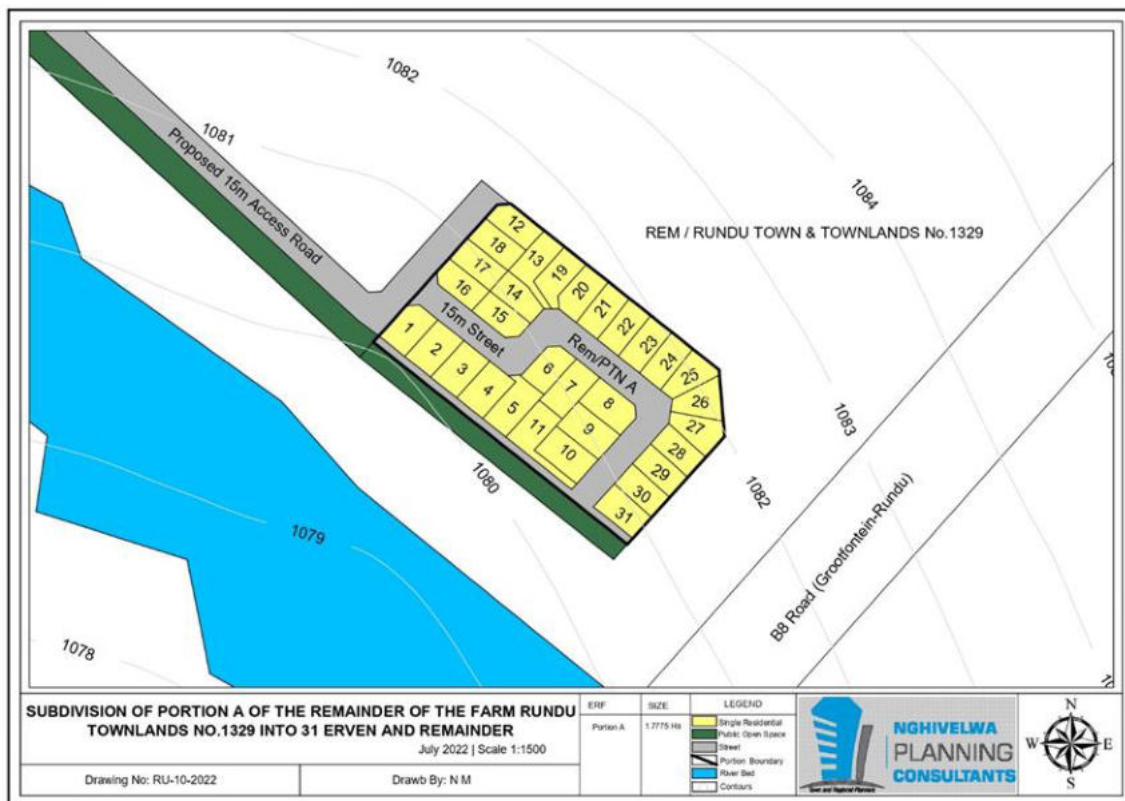 1082
1081
Proposed 15m Access Road
1084
REM / RUNDU TOWN & TOWNLANDS No.1329
12
18
13
19
17
14
20
16
15
21
22
23
24
25
26
27
28
29
30
31
1
2
3
4
5
6
7
8
9
10
11
15m Street
Rem/PTN A
1083
1082
1080
1079
1078
B8 Road (Grootfontein-Rundu)
SUBDIVISION OF PORTION A OF THE REMAINDER OF THE FARM RUNDU
TOWNLANDS NO.1329 INTO 31 ERVEN AND REMAINDER
July 2022 | Scale 1:1500
Drawing No: RU-10-2022
Drawb By: N M
ERF
SIZE
Portion A
1.7775 Ha
LEGEND
Single Residential
Public Open Space
Street
Portion Boundary
River Bed
Contours
NGHIVELWA
PLANNING
CONSULTANTS
Town and Regional Planners
N
W
E
S